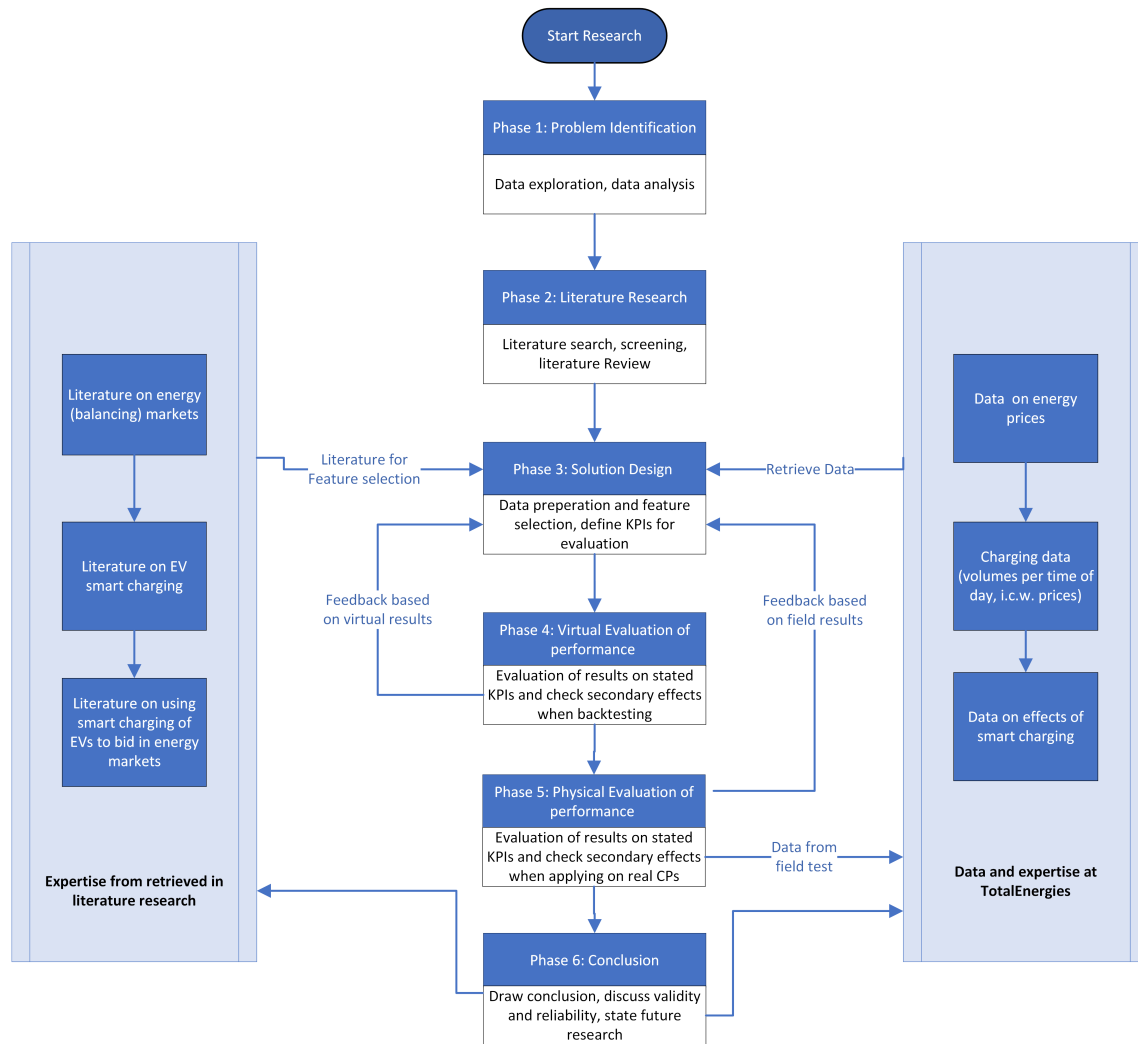 Start Research
Phase 1: Problem Identification
Data exploration, data analysis
Phase 2: Literature Research
Literature search, screening,
literature Review
Literature on energy
(balancing) markets
Literature on EV
smart charging
Literature on using
smart charging of
EVs to bid in energy
markets
Expertise from retrieved in
literature research
Literature for
Feature selection
Phase 3: Solution Design
Data preperation and feature
selection, define KPIs for
evaluation
Retrieve Data
Feedback based
on virtual results
Feedback based
on field results
Phase 4: Virtual Evaluation of
performance
Evaluation of results on stated
KPIs and check secondary effects
when backtesting
Phase 5: Physical Evaluation of
performance
Evaluation of results on stated
KPIs and check secondary effects
when applying on real CPs
Data from
field test
Phase 6: Conclusion
Draw conclusion, discuss validity
and reliability, state future
research
Data  on energy
prices
Charging data
(volumes per time of
day, i.c.w. prices)
Data on effects of
smart charging
Data and expertise at
TotalEnergies